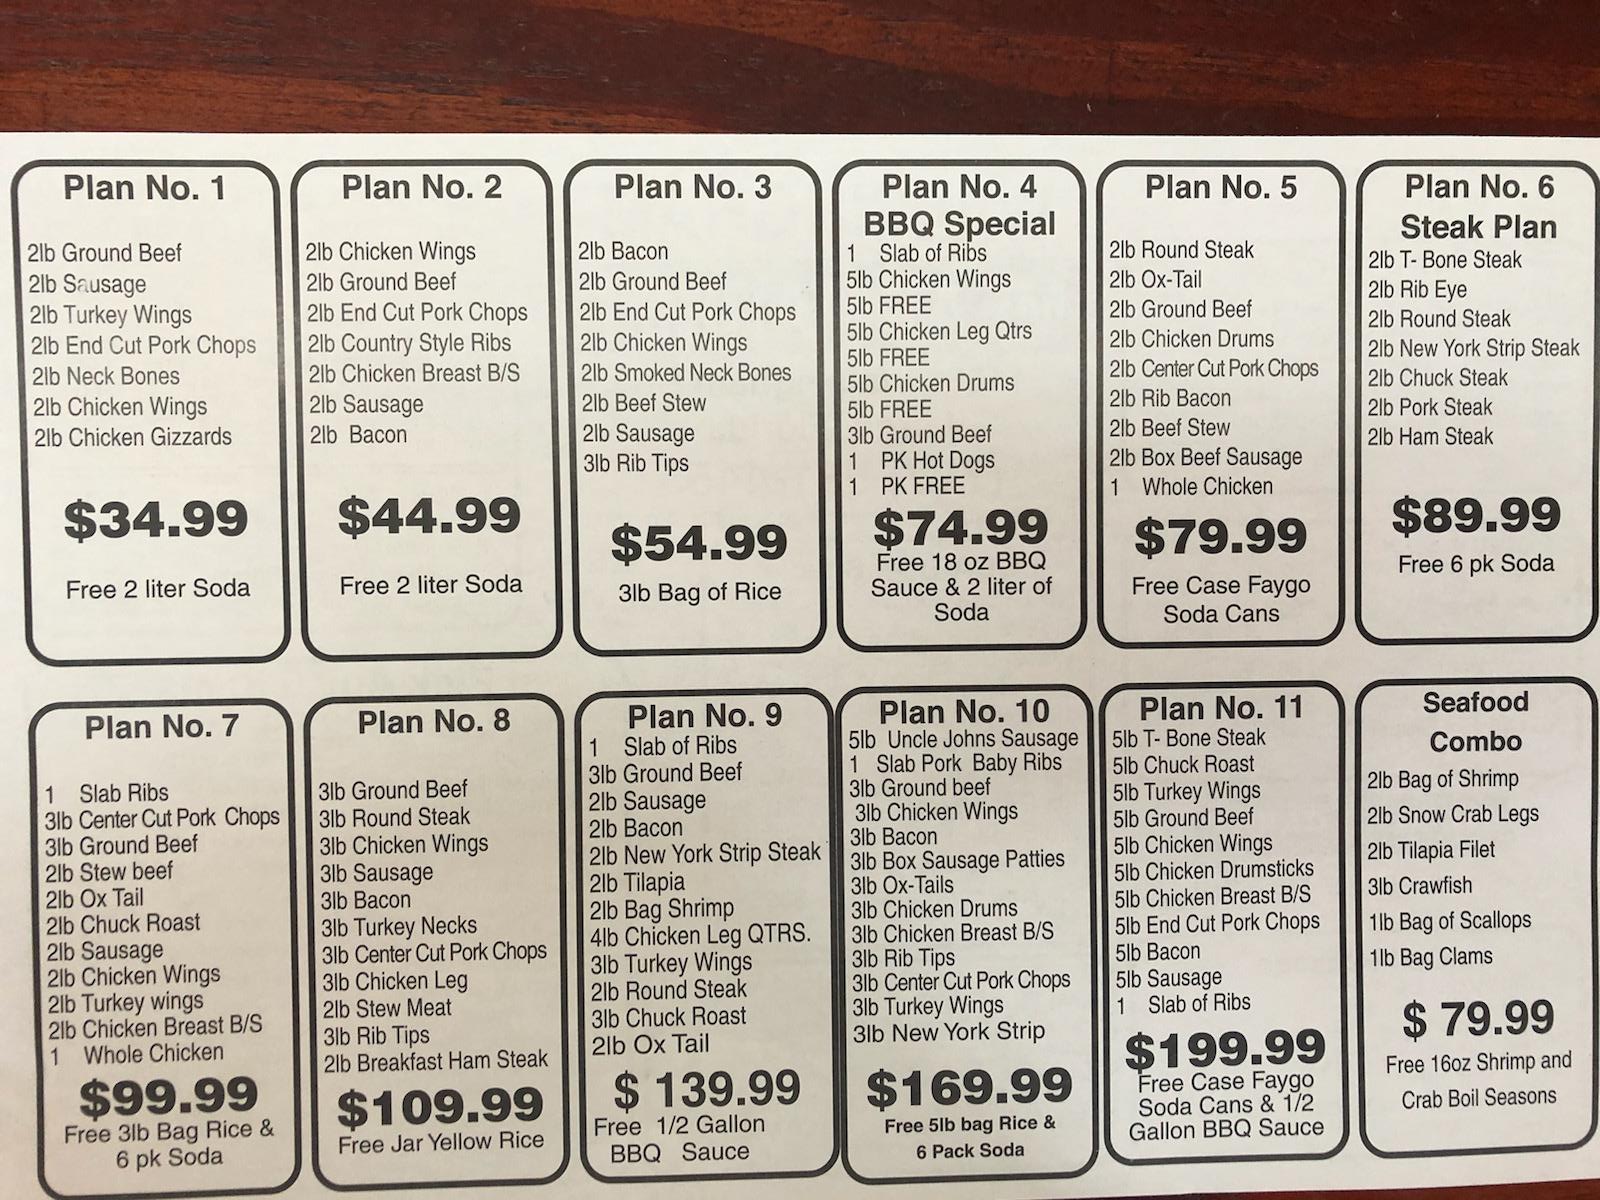 Plan No. 1
2lb Ground Beef
2lb Sausage
2lb Turkey Wings
2lb End Cut Pork Chops
2lb Neck Bones
2lb Chicken Wings
2lb Chicken Gizzards
$34.99
Free 2 liter Soda
Plan No. 2
2lb Chicken Wings
2lb Ground Beef
2lb End Cut Pork Chops
2lb Country Style Ribs
2lb Chicken Breast B/S
2lb Sausage
2lb Bacon
$44.99
Free 2 liter Soda
Plan No. 3
2lb Bacon
2lb Ground Beef
2lb End Cut Pork Chops
2lb Chicken Wings
2lb Smoked Neck Bones
2lb Beef Stew
2lb Sausage
3lb Rib Tips
$54.99
3lb Bag of Rice
Plan No. 4
BBQ Special
1 Slab of Ribs
5lb Chicken Wings
5lb FREE
5lb Chicken Leg Qtrs
5lb FREE
5lb Chicken Drums
5lb FREE
3lb Ground Beef
1 PK Hot Dogs
1 PK FREE
$74.99
Free 18 oz BBQ
Sauce & 2 liter of
Soda
Plan No. 5
2lb Round Steak
2lb Ox-Tail
2lb Ground Beef
2lb Chicken Drums
2lb Center Cut Pork Chops
2lb Rib Bacon
2lb Beef Stew
2lb Box Beef Sausage
1 Whole Chicken
$79.99
Free Case Faygo
Soda Cans
Plan No. 6
Steak Plan
2lb T- Bone Steak
2lb Rib Eye
2lb Round Steak
2lb New York Strip Steak
2lb Chuck Steak
2lb Pork Steak
2lb Ham Steak
$89.99
Free 6 pk Soda
Plan No. 7
1 Slab Ribs
3lb Center Cut Pork Chops
3lb Ground Beef
2lb Stew beef
2lb Ox Tail
2lb Chuck Roast
2lb Sausage
2lb Chicken Wings
2lb Turkey wings
2lb Chicken Breast B/S
1 Whole Chicken
$99.99
Free 3lb Bag Rice &
6 pk Soda
Plan No. 8
3lb Ground Beef
3lb Round Steak
3lb Chicken Wings
3lb Sausage
3lb Bacon
3lb Turkey Necks
3lb Center Cut Pork Chops
3lb Chicken Leg
2lb Stew Meat
3lb Rib Tips
2lb Breakfast Ham Steak
$109.99
Free Jar Yellow Rice
Plan No. 9
1 Slab of Ribs
3lb Ground Beef
2lb Sausage
2lb Bacon
2lb New York Strip Steak
2lb Tilapia
2lb Bag Shrimp
4lb Chicken Leg QTRS.
3lb Turkey Wings
2lb Round Steak
3lb Chuck Roast
2lb Ox Tail
$ 139.99
Free 1/2 Gallon
BBQ Sauce
Plan No. 10
5lb Uncle Johns Sausage
1 Slab Pork Baby Ribs
3lb Ground beef
3lb Chicken Wings
3lb Bacon
3lb Box Sausage Patties
3lb Ox-Tails
3lb Chicken Drums
3lb Chicken Breast B/S
3lb Rib Tips
3lb Center Cut Pork Chops
3lb Turkey Wings
3lb New York Strip
$169.99
Free 5lb bag Rice &
6 Pack Soda
Plan No. 11
5lb T- Bone Steak
5lb Chuck Roast
5lb Turkey Wings
5lb Ground Beef
5lb Chicken Wings
5lb Chicken Drumsticks
5lb Chicken Breast B/S
5lb End Cut Pork Chops
5lb Bacon
5lb Sausage
1 Slab of Ribs
$199.99
Free Case Faygo
Soda Cans & 1/2
Gallon BBQ Sauce
Seafood
Combo
2lb Bag of Shrimp
2lb Snow Crab Legs
2lb Tilapia Filet
3lb Crawfish
1lb Bag of Scallops
1lb Bag Clams
$ 79.99
Free 16oz Shrimp and
Crab Boil Seasons